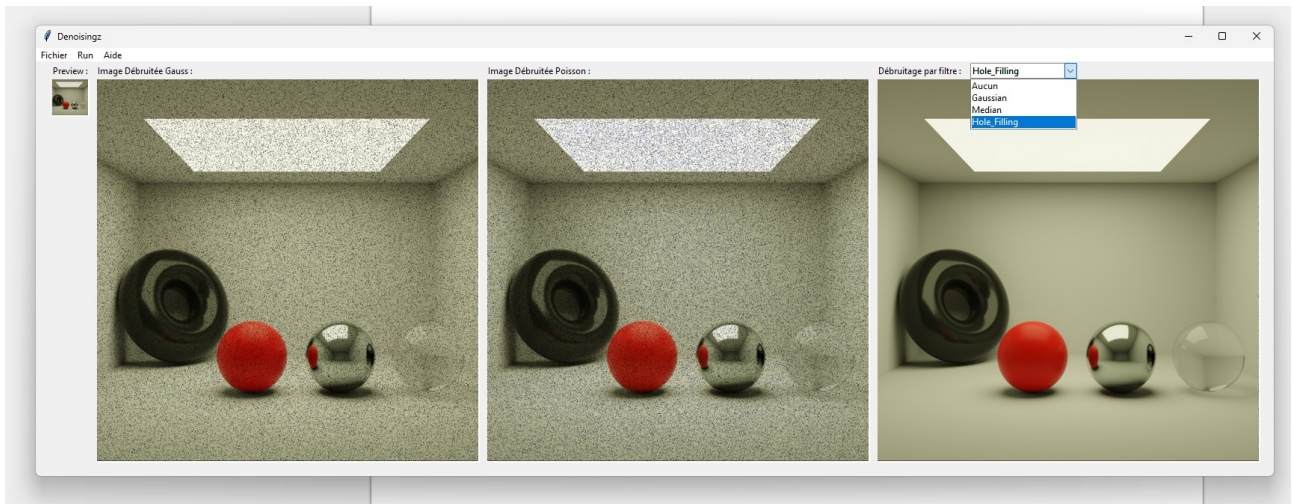 Denoisingz
Fichier Run Aide
Preview : Image Débruitée Gauss : Image Débruitée Poisson : Débruitage par filtre : Hole_Filling
Aucun
Gaussian
Median
Hole_Filling